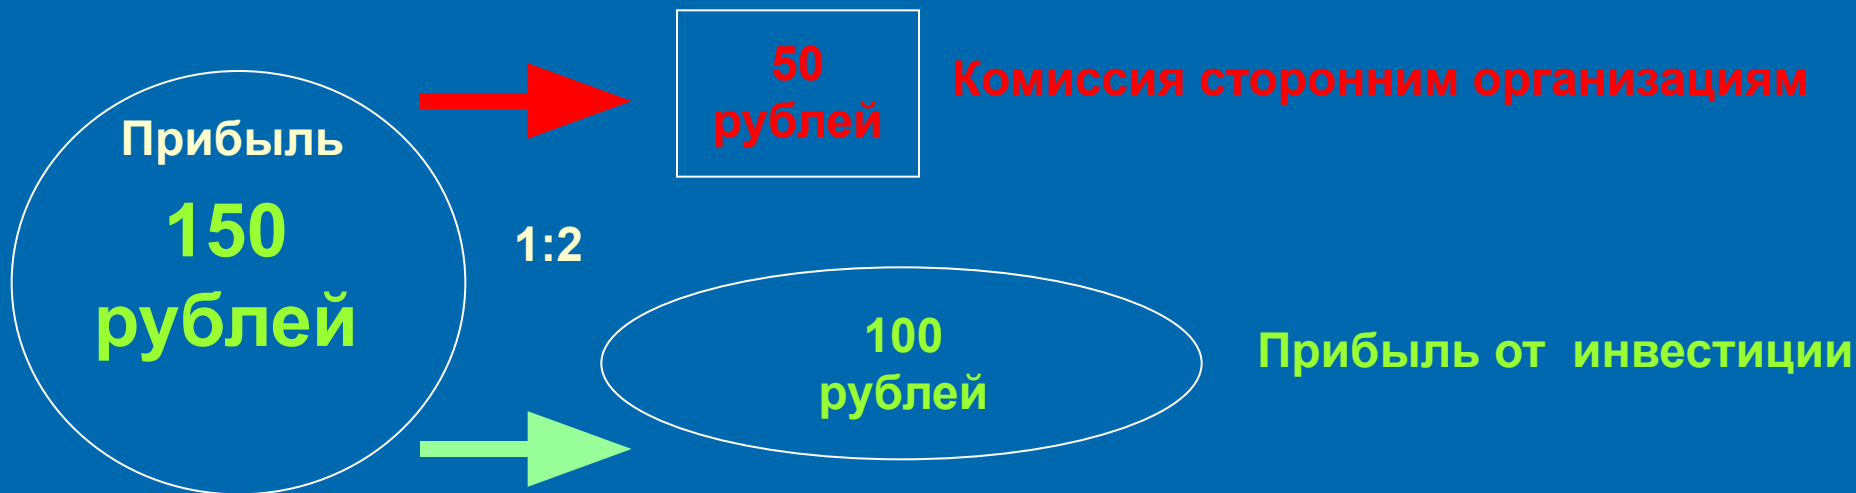 Прибыль
150
рублей
50
рублей
Комиссия сторонним организациям
1:2
100
рублей
Прибыль от инвестиции